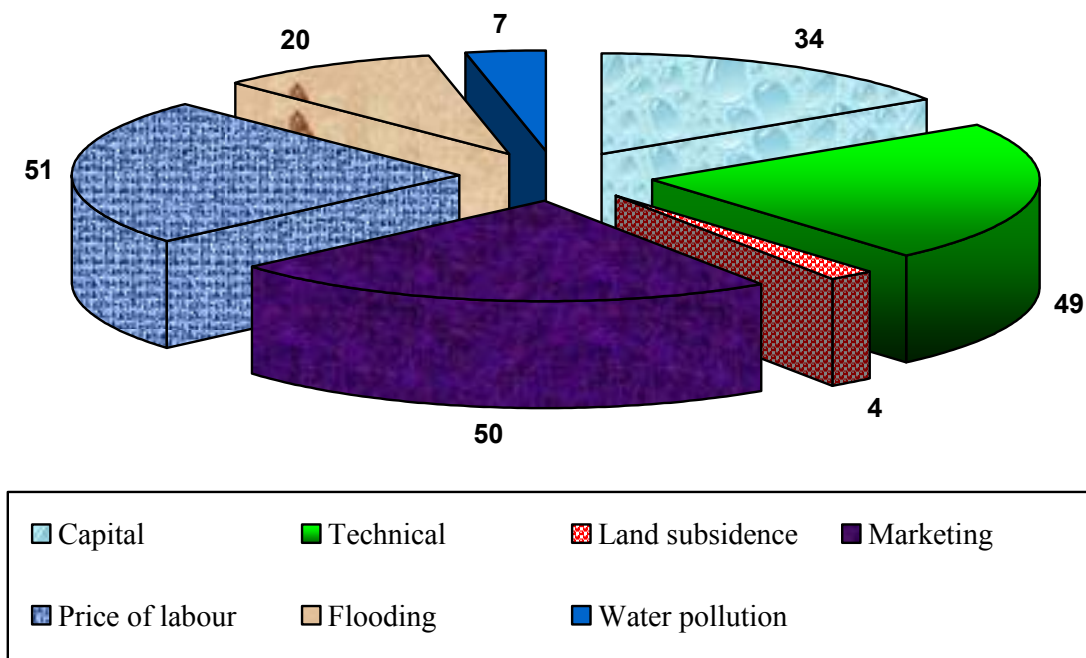 7
20
34
51
49
4
50
Capital
Technical
Land subsidence
Marketing
Price of labour
Flooding
Water pollution